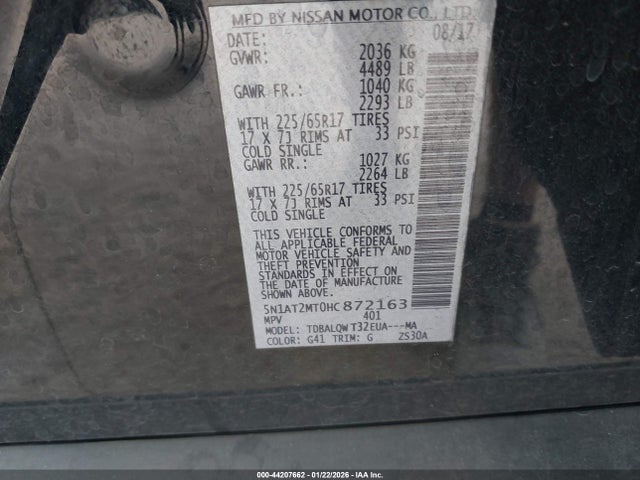 MFD BY NISSAN MOTOR CO., LTD.
DATE: 08/17
GVWR: 2036 KG
4489 LB
GAWR FR.: 1040 KG
2293 LB
WITH 225/65R17 TIRES
17 X 7J RIMS AT 33 PSI
COLD SINGLE
GAWR RR.: 1027 KG
2264 LB
WITH 225/65R17 TIRES
17 X 7J RIMS AT 33 PSI
COLD SINGLE
THIS VEHICLE CONFORMS TO
ALL APPLICABLE FEDERAL
MOTOR VEHICLE SAFETY AND
THEFT PREVENTION
STANDARDS IN EFFECT ON
THE DATE OF MANUFACTURE
SHOWN ABOVE.
5N1AT2MT0HC872163
MPV 401
MODEL: TDBALQW T32EUA---MA
COLOR: G41 TRIM: G ZS30A
000-44207662 - 01/22/2026 - IAA Inc.